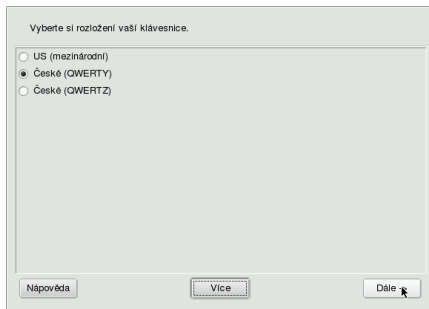 Vyberte si rozložení vaší klávesnice.
US (mezinárodní)
České (QWERTY)
České (QWERTZ)
Nápověda
Více
Dále